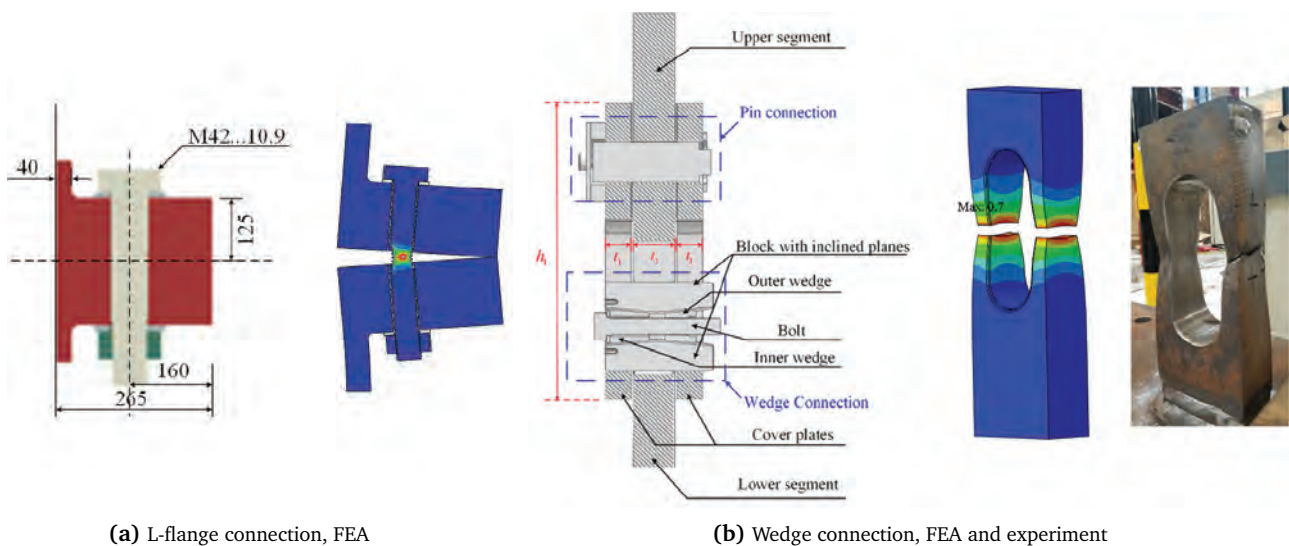 M42...10.9
40
125
160
265
Upper segment
Pin connection
h₁
t₁ t₂ t₃
Block with inclined planes
Outer wedge
Bolt
Inner wedge
Wedge Connection
Cover plates
Lower segment
Max: 0.7
(a) L-flange connection, FEA
(b) Wedge connection, FEA and experiment